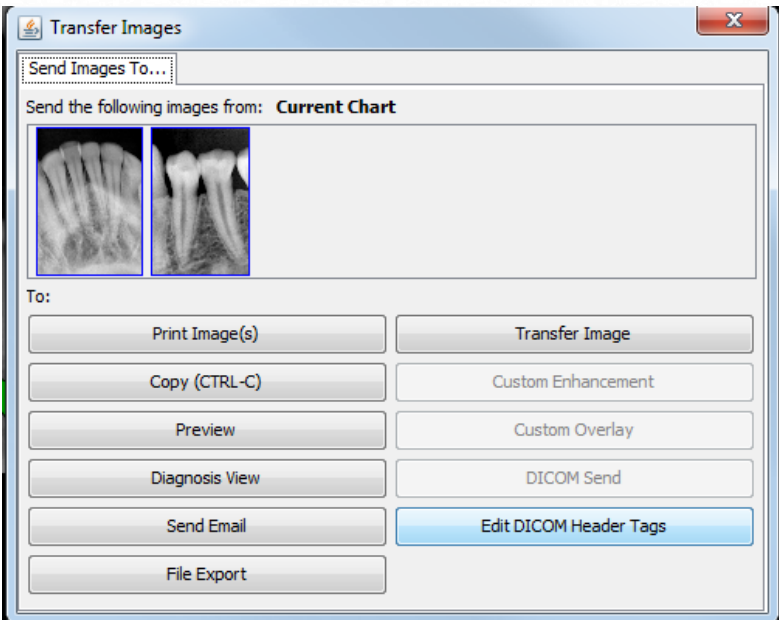 Transfer Images
Send Images To...
Send the following images from: Current Chart
To:
Print Image(s)
Transfer Image
Copy (CTRL-C)
Custom Enhancement
Preview
Custom Overlay
Diagnosis View
DICOM Send
Send Email
Edit DICOM Header Tags
File Export